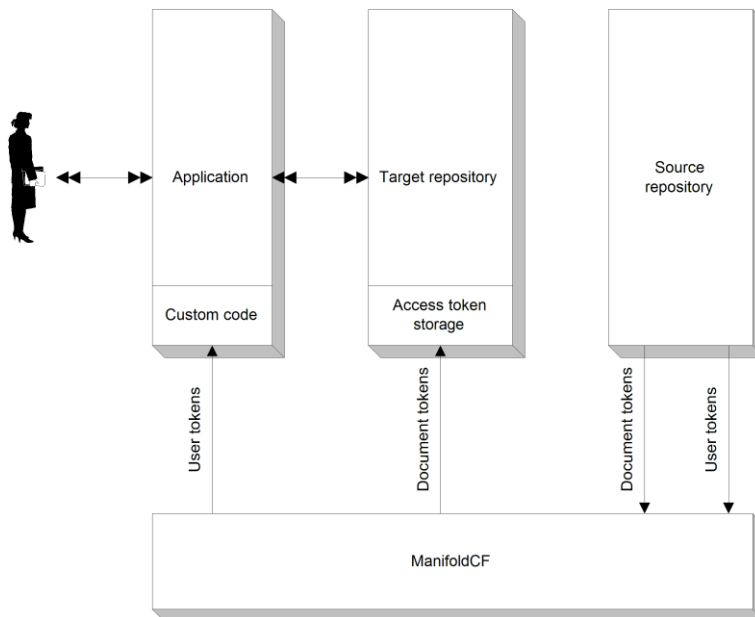 Application
Target repository
Source
repository
Custom code
Access token
storage
User tokens
Document tokens
Document tokens
User tokens
ManifoldCF